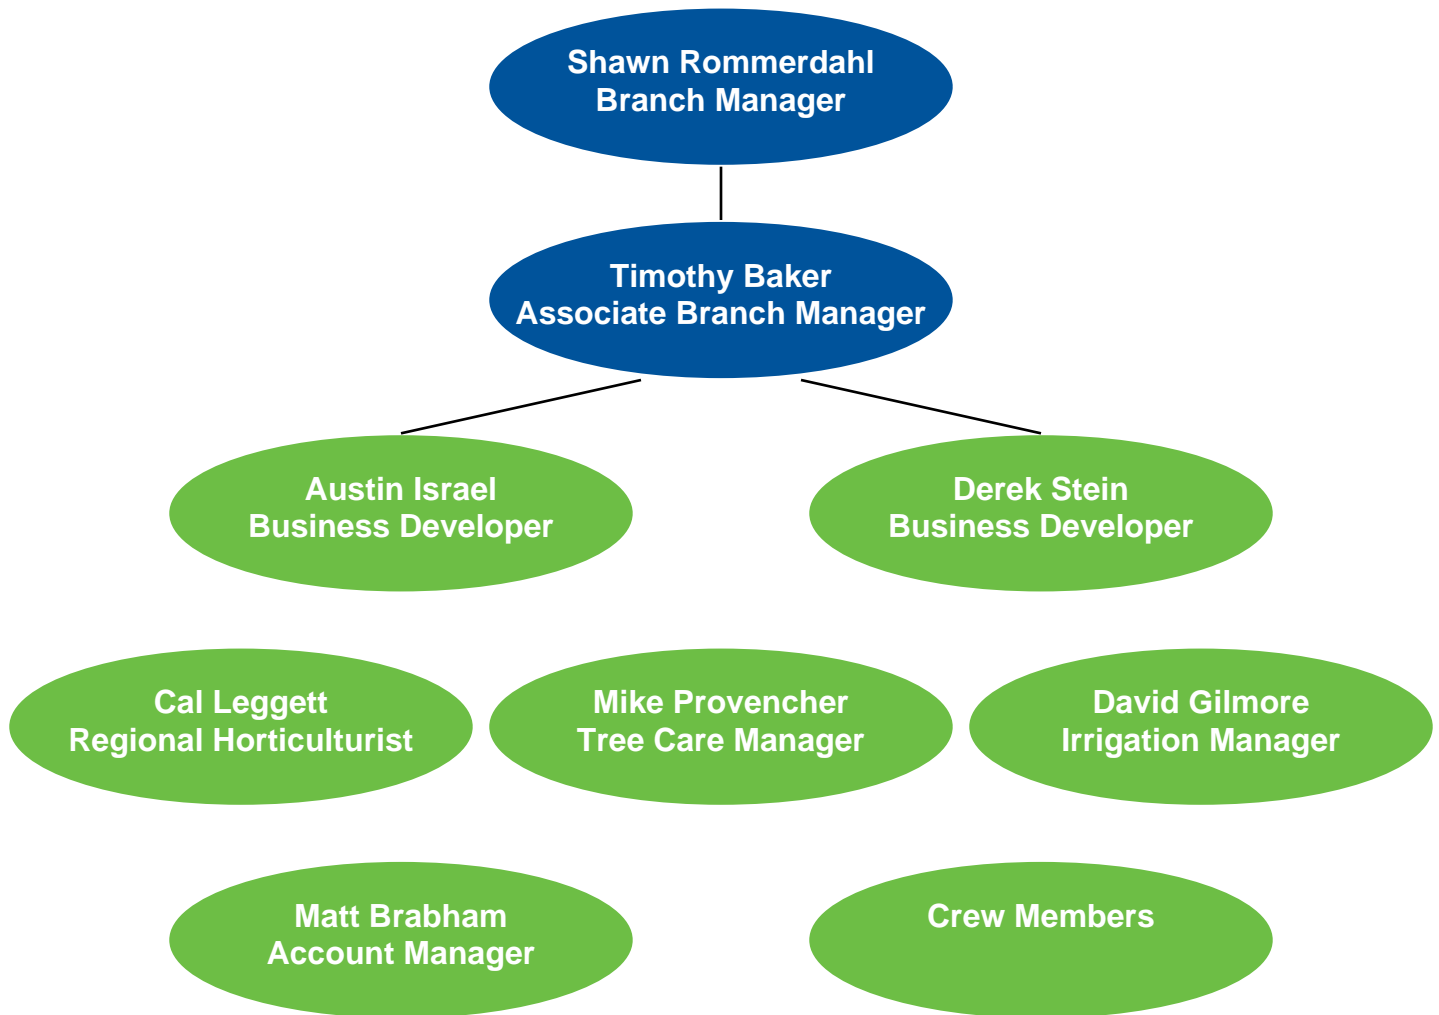 Shawn Rommerdahl
Branch Manager
Timothy Baker
Associate Branch Manager
Austin Israel
Business Developer
Derek Stein
Business Developer
Cal Leggett
Regional Horticulturist
Mike Provencher
Tree Care Manager
David Gilmore
Irrigation Manager
Matt Brabham
Account Manager
Crew Members